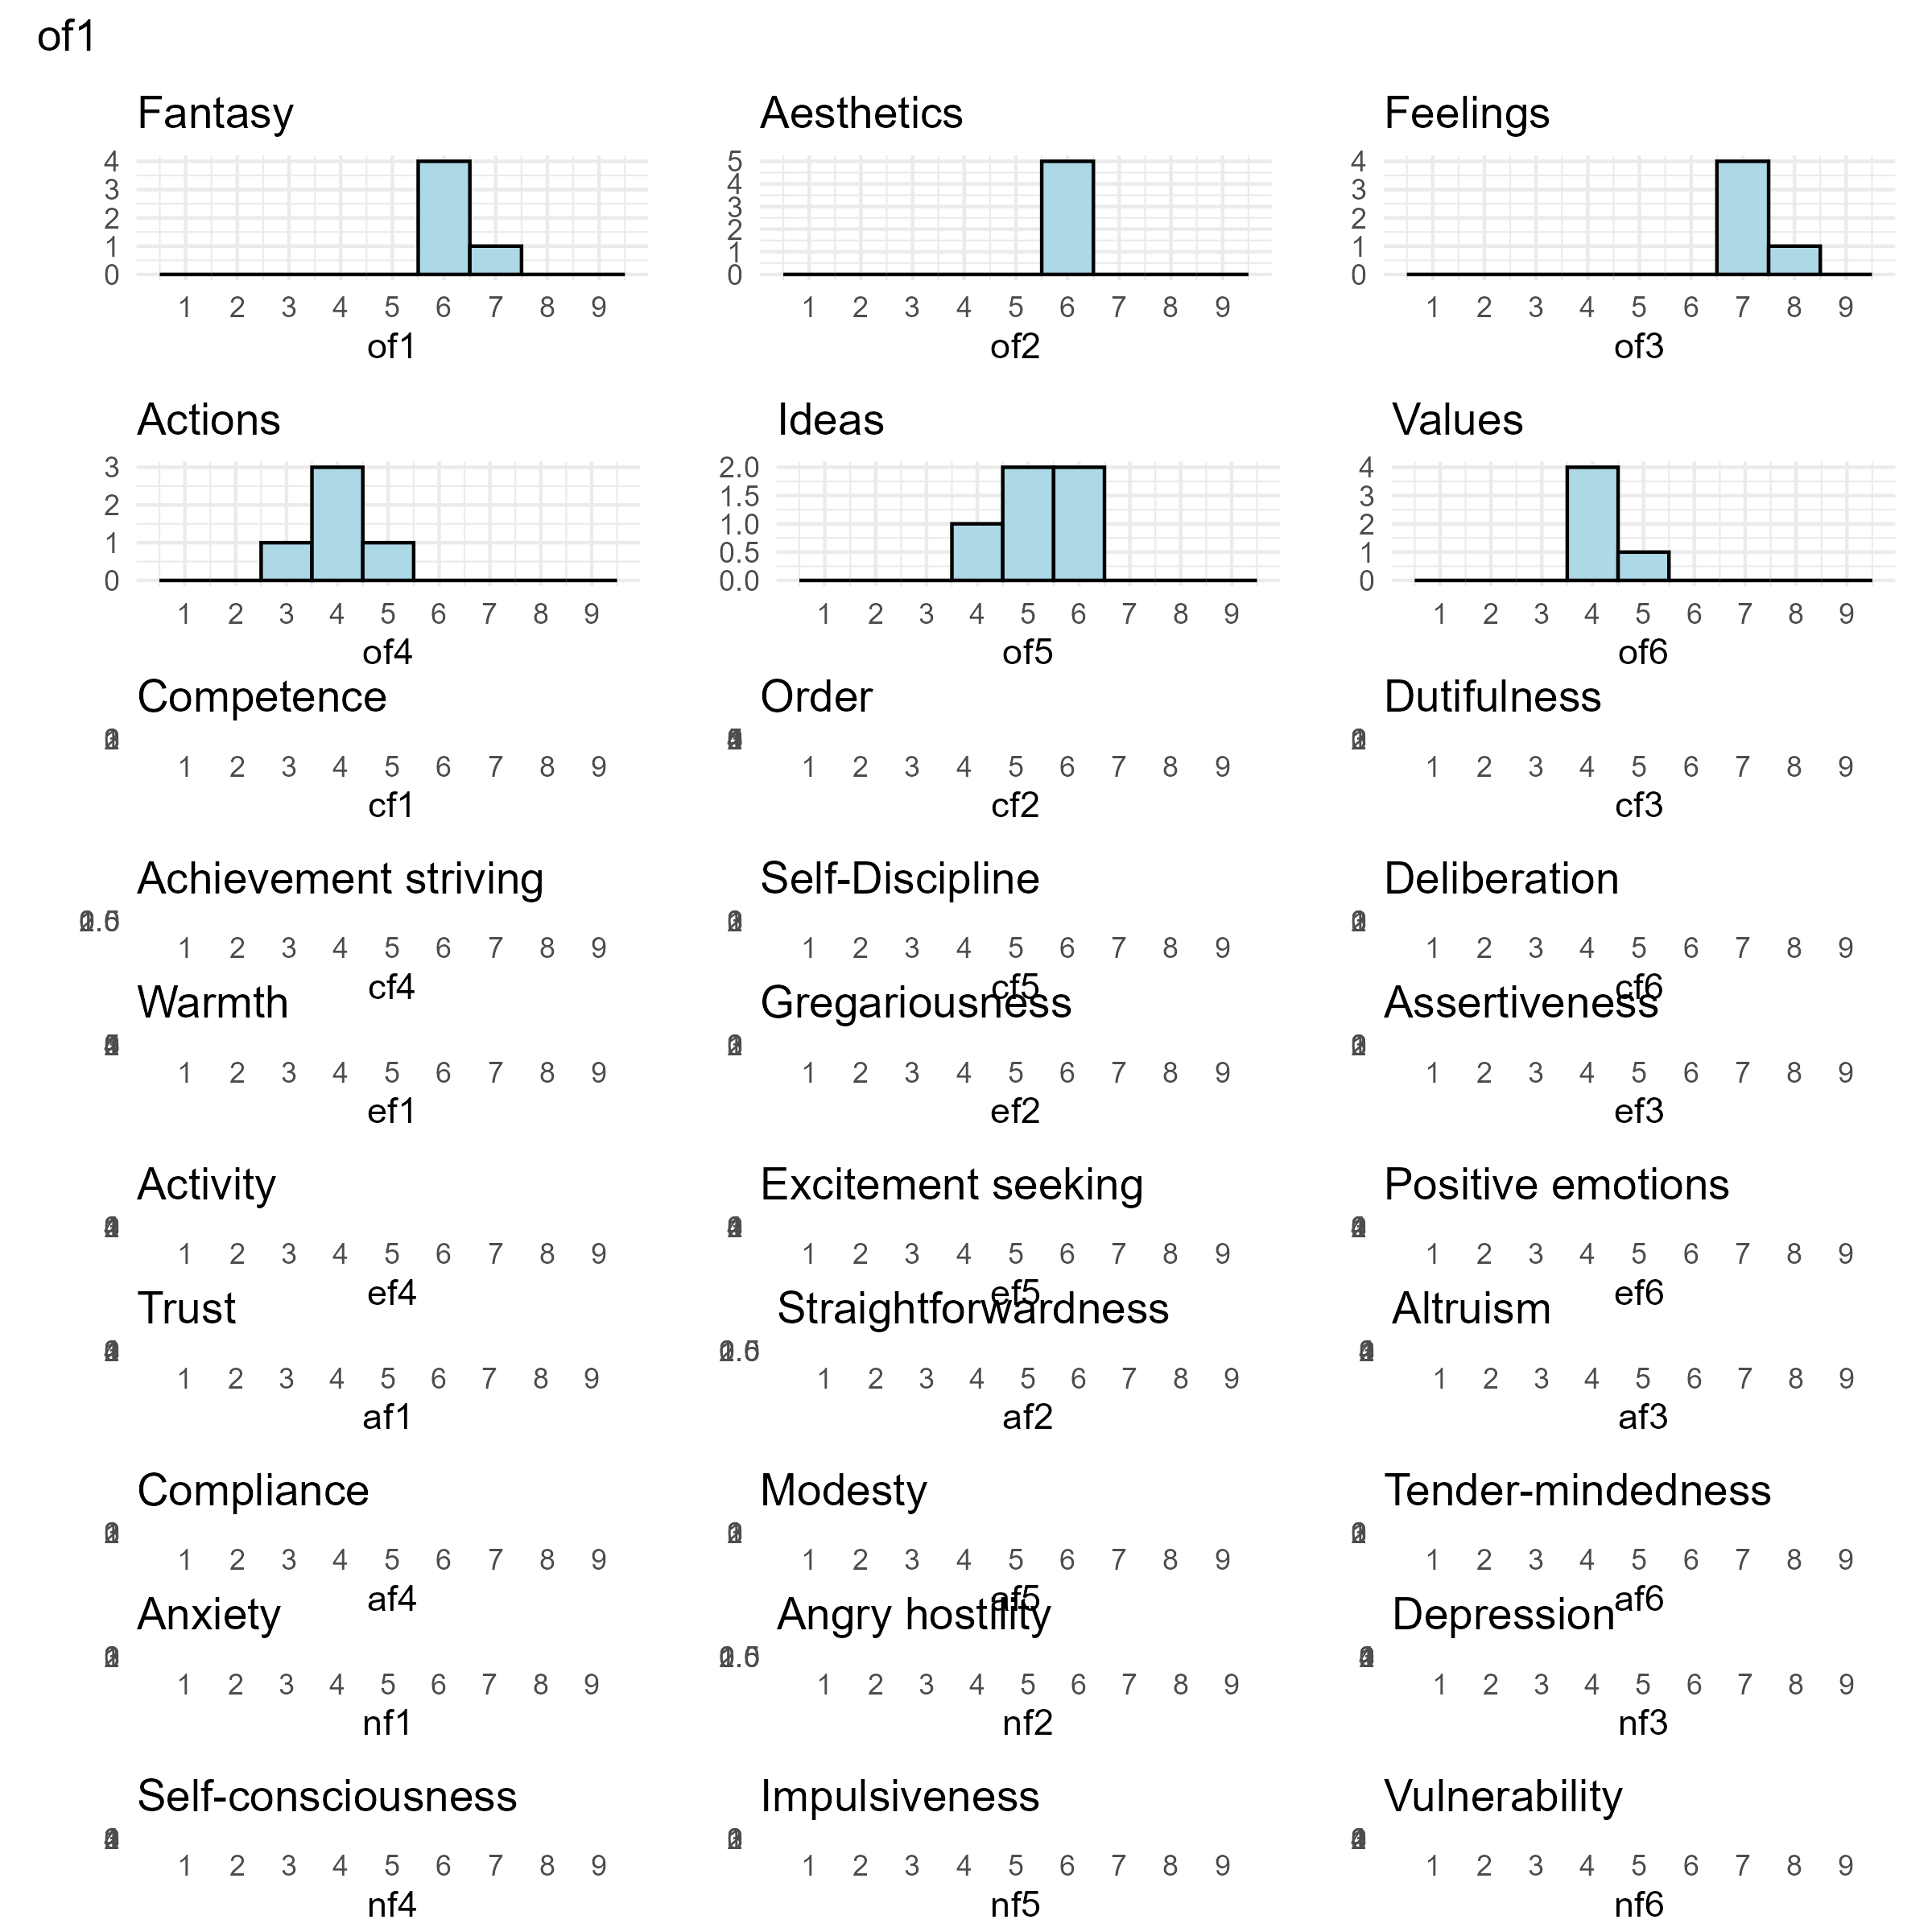 of1
Fantasy Aesthetics Feelings
4 5 4
3 4 3
2 3 2
1 2 1
0 1 0
0
1 2 3 4 5 6 7 8 9 1 2 3 4 5 6 7 8 9 1 2 3 4 5 6 7 8 9
of1 of2 of3
Actions Ideas Values
3 2.0 4
2 1.5 3
1 1.0 2
0 0.5 1
0.0 0
1 2 3 4 5 6 7 8 9 1 2 3 4 5 6 7 8 9 1 2 3 4 5 6 7 8 9
of4 of5 of6
Competence Order Dutifulness
1 2 3 4 5 6 7 8 9 1 2 3 4 5 6 7 8 9 1 2 3 4 5 6 7 8 9
cf1 cf2 cf3
Achievement striving Self-Discipline Deliberation
1 2 3 4 5 6 7 8 9 1 2 3 4 5 6 7 8 9 1 2 3 4 5 6 7 8 9
cf4 cf5 cf6
Warmth Gregariousness Assertiveness
1 2 3 4 5 6 7 8 9 1 2 3 4 5 6 7 8 9 1 2 3 4 5 6 7 8 9
ef1 ef2 ef3
Activity Excitement seeking Positive emotions
1 2 3 4 5 6 7 8 9 1 2 3 4 5 6 7 8 9 1 2 3 4 5 6 7 8 9
ef4 ef5 ef6
Trust Straightforwardness Altruism
1 2 3 4 5 6 7 8 9 1 2 3 4 5 6 7 8 9 1 2 3 4 5 6 7 8 9
af1 af2 af3
Compliance Modesty Tender-mindedness
1 2 3 4 5 6 7 8 9 1 2 3 4 5 6 7 8 9 1 2 3 4 5 6 7 8 9
af4 af5 af6
Anxiety Angry hostility Depression
1 2 3 4 5 6 7 8 9 1 2 3 4 5 6 7 8 9 1 2 3 4 5 6 7 8 9
nf1 nf2 nf3
Self-consciousness Impulsiveness Vulnerability
1 2 3 4 5 6 7 8 9 1 2 3 4 5 6 7 8 9 1 2 3 4 5 6 7 8 9
nf4 nf5 nf6